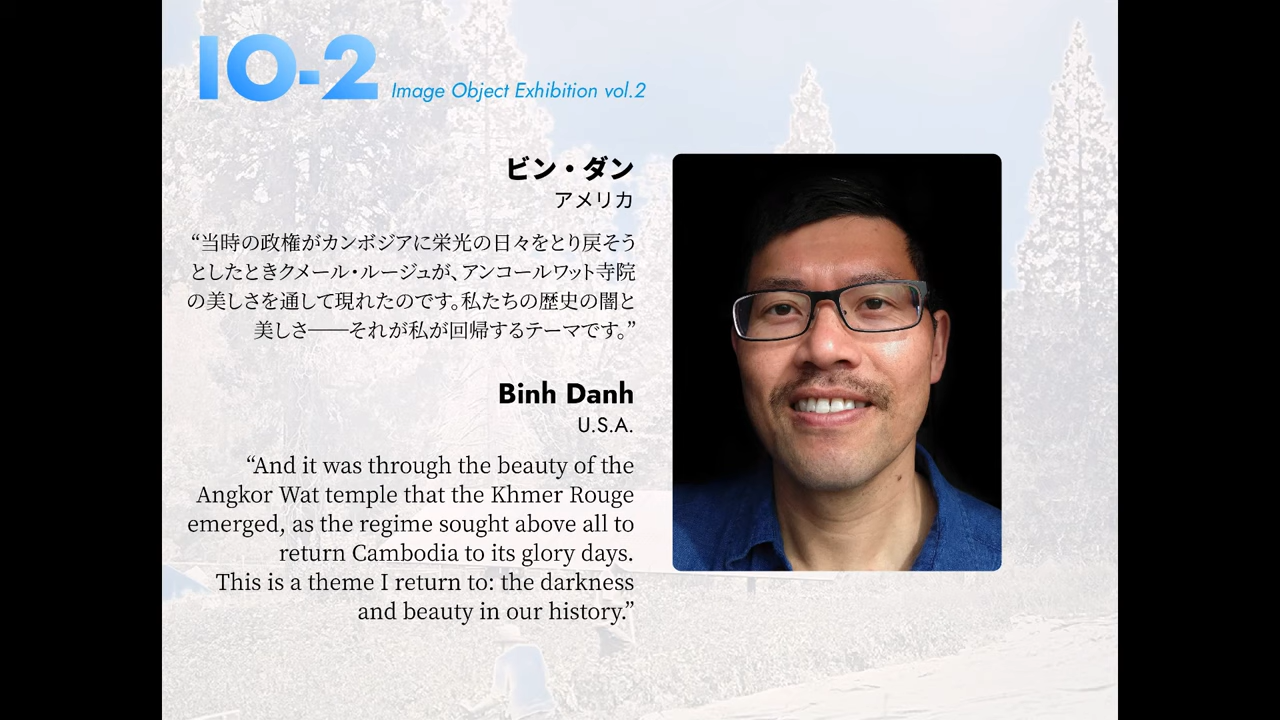 IO-2 Image Object Exhibition vol.2
ビン・ダン
アメリカ
“当時の政権がカンボジアに栄光の日々をとり戻そう
としたときクメール・ルージュが、アンコールワット寺院
の美しさを通して現れたのです。私たちの歴史の闇と
美しさ──それが私が回帰するテーマです。”
Binh Danh
U.S.A.
“And it was through the beauty of the
Angkor Wat temple that the Khmer Rouge
emerged, as the regime sought above all to
return Cambodia to its glory days.
This is a theme I return to: the darkness
and beauty in our history.”